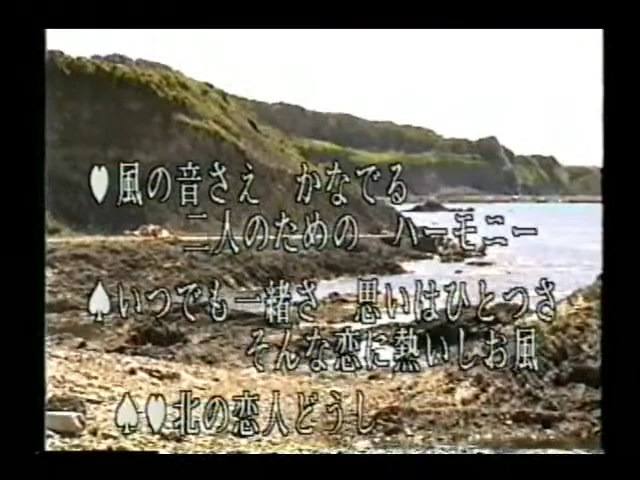 ♥風の音さえ　かなでる
二人のための　ハーモニー
♠いつでも一緒さ　思いはひとつさ
そんな恋に熱いしお風
♠♥北の恋人どうし